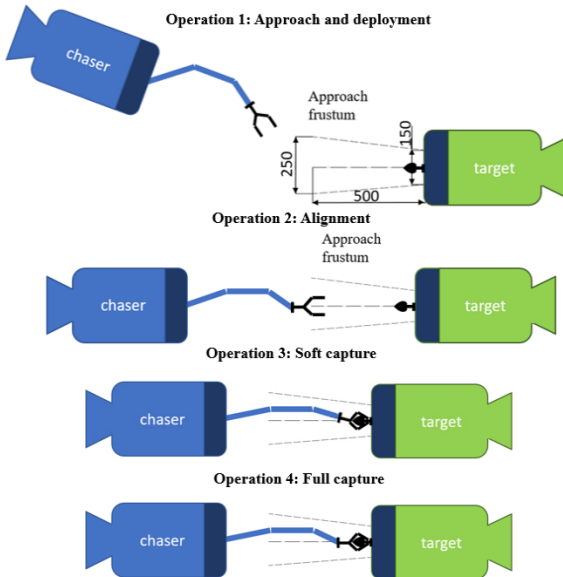 Operation 1: Approach and deployment
chaser
Approach
frustum
150
250
target
500
Operation 2: Alignment
Approach
frustum
chaser
target
Operation 3: Soft capture
chaser
target
Operation 4: Full capture
chaser
target